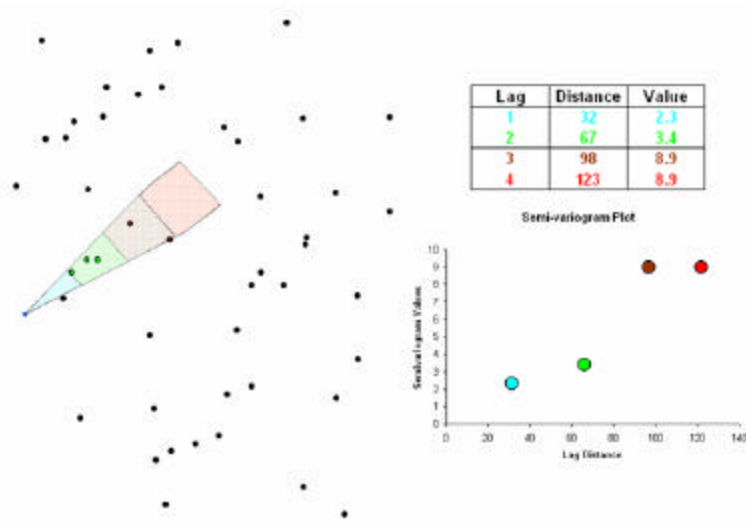 Lag Distance Value
1 32 2.3
2 67 3.4
3 98 8.9
4 123 8.9
Semi-variogram Plot
Semivariogram Values
10
9
8
7
6
5
4
3
2
1
0
0 20 40 60 80 100 120 140
Lag Distance